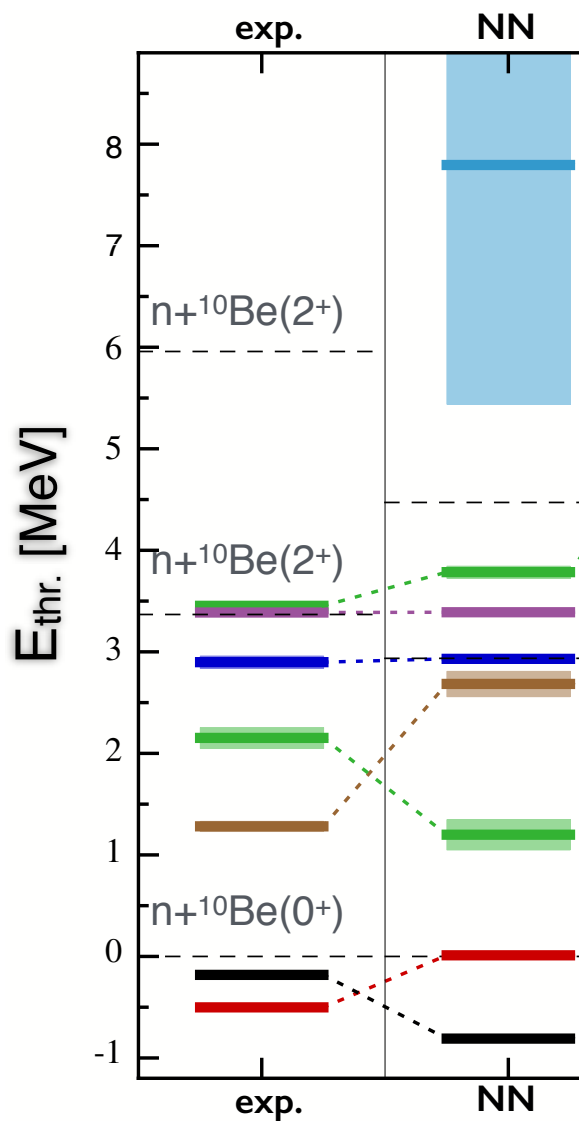 exp. NN
8
7
n+¹⁰Be(2⁺)
6
5
4
n+¹⁰Be(2⁺)
3
2
1
n+¹⁰Be(0⁺)
0
-1
Ethr. [MeV]
exp. NN